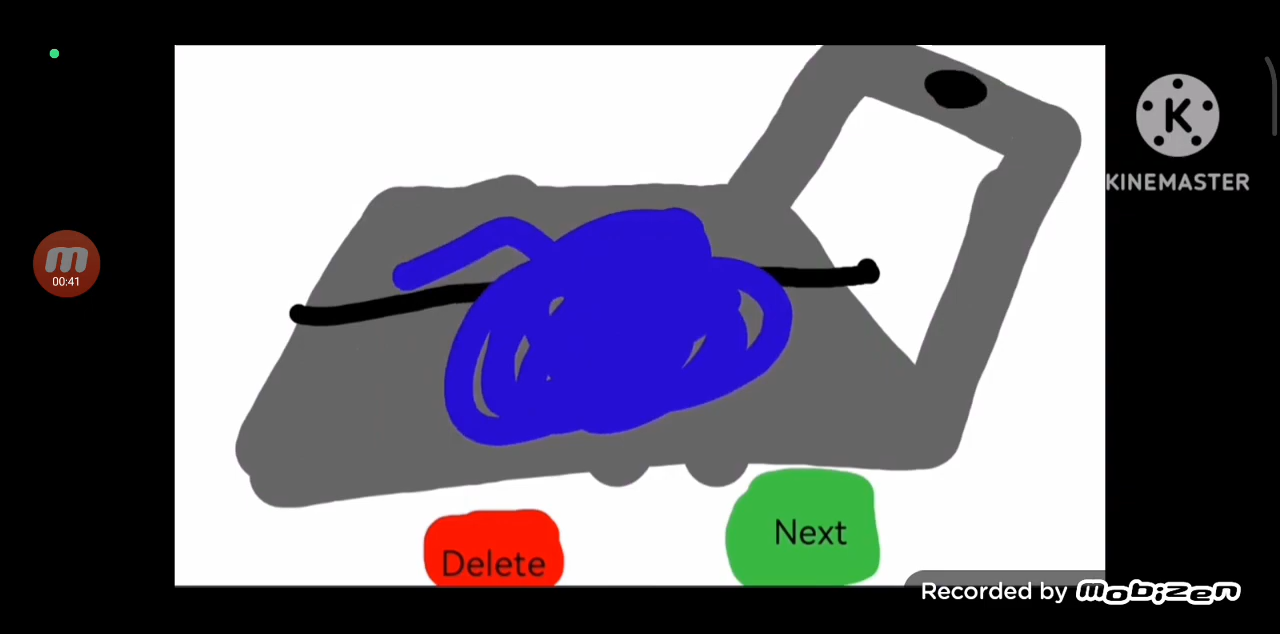 K
KINEMASTER
m
00:41
Next
Delete
Recorded by mobizen